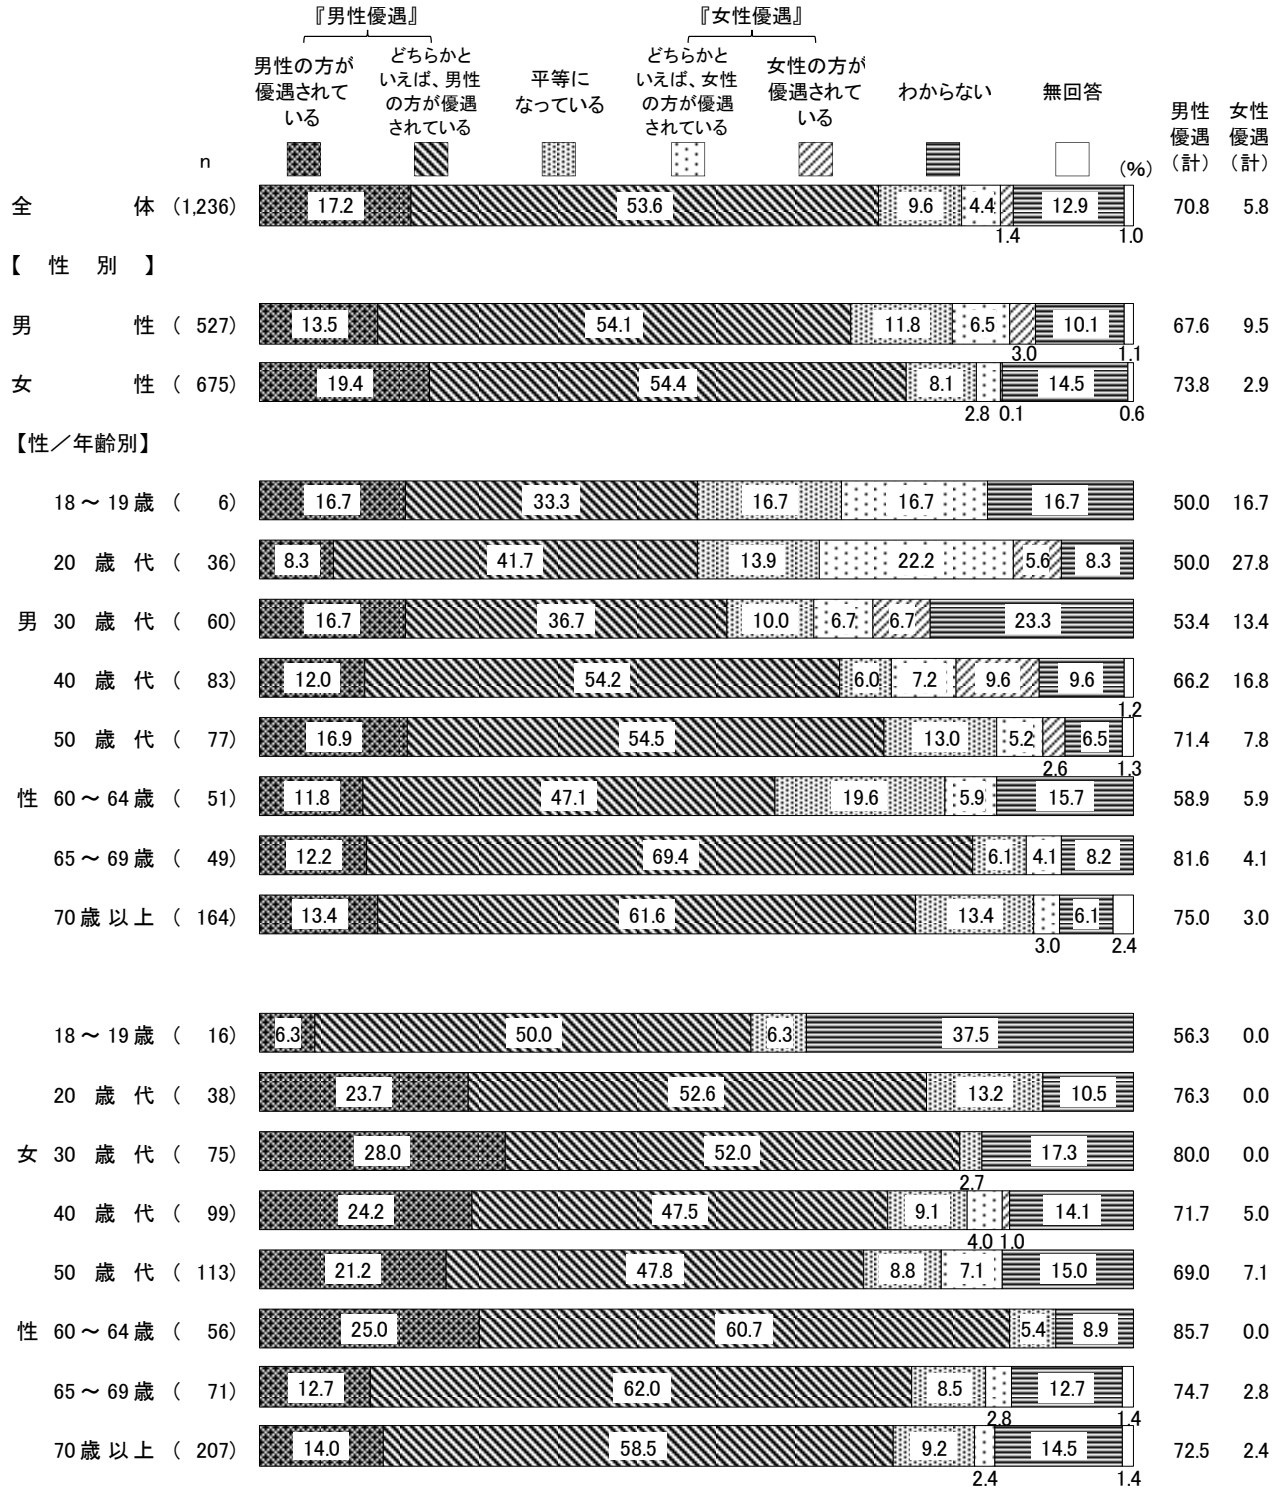 『男性優遇』 『女性優遇』
男性の方が優遇されている どちらかといえば、男性の方が優遇されている 平等になっている どちらかといえば、女性の方が優遇されている 女性の方が優遇されている わからない 無回答
男性優遇（計） 女性優遇（計）
n (%)
全体 (1,236) 17.2 53.6 9.6 4.4 1.4 12.9 1.0 70.8 5.8
【性別】
男性 ( 527) 13.5 54.1 11.8 6.5 3.0 10.1 1.1 67.6 9.5
女性 ( 675) 19.4 54.4 8.1 2.8 0.1 14.5 0.6 73.8 2.9
【性／年齢別】
男性
18～19歳 ( 6) 16.7 33.3 16.7 16.7 16.7 50.0 16.7
20歳代 ( 36) 8.3 41.7 13.9 22.2 5.6 8.3 50.0 27.8
30歳代 ( 60) 16.7 36.7 10.0 6.7 6.7 23.3 53.4 13.4
40歳代 ( 83) 12.0 54.2 6.0 7.2 9.6 9.6 1.2 66.2 16.8
50歳代 ( 77) 16.9 54.5 13.0 5.2 2.6 6.5 1.3 71.4 7.8
60～64歳 ( 51) 11.8 47.1 19.6 5.9 15.7 58.9 5.9
65～69歳 ( 49) 12.2 69.4 6.1 4.1 8.2 81.6 4.1
70歳以上 ( 164) 13.4 61.6 13.4 3.0 6.1 2.4 75.0 3.0
女性
18～19歳 ( 16) 6.3 50.0 6.3 37.5 56.3 0.0
20歳代 ( 38) 23.7 52.6 13.2 10.5 76.3 0.0
30歳代 ( 75) 28.0 52.0 2.7 17.3 80.0 0.0
40歳代 ( 99) 24.2 47.5 9.1 4.0 1.0 14.1 71.7 5.0
50歳代 ( 113) 21.2 47.8 8.8 7.1 15.0 69.0 7.1
60～64歳 ( 56) 25.0 60.7 5.4 8.9 85.7 0.0
65～69歳 ( 71) 12.7 62.0 8.5 2.8 12.7 1.4 74.7 2.8
70歳以上 ( 207) 14.0 58.5 9.2 2.4 14.5 1.4 72.5 2.4